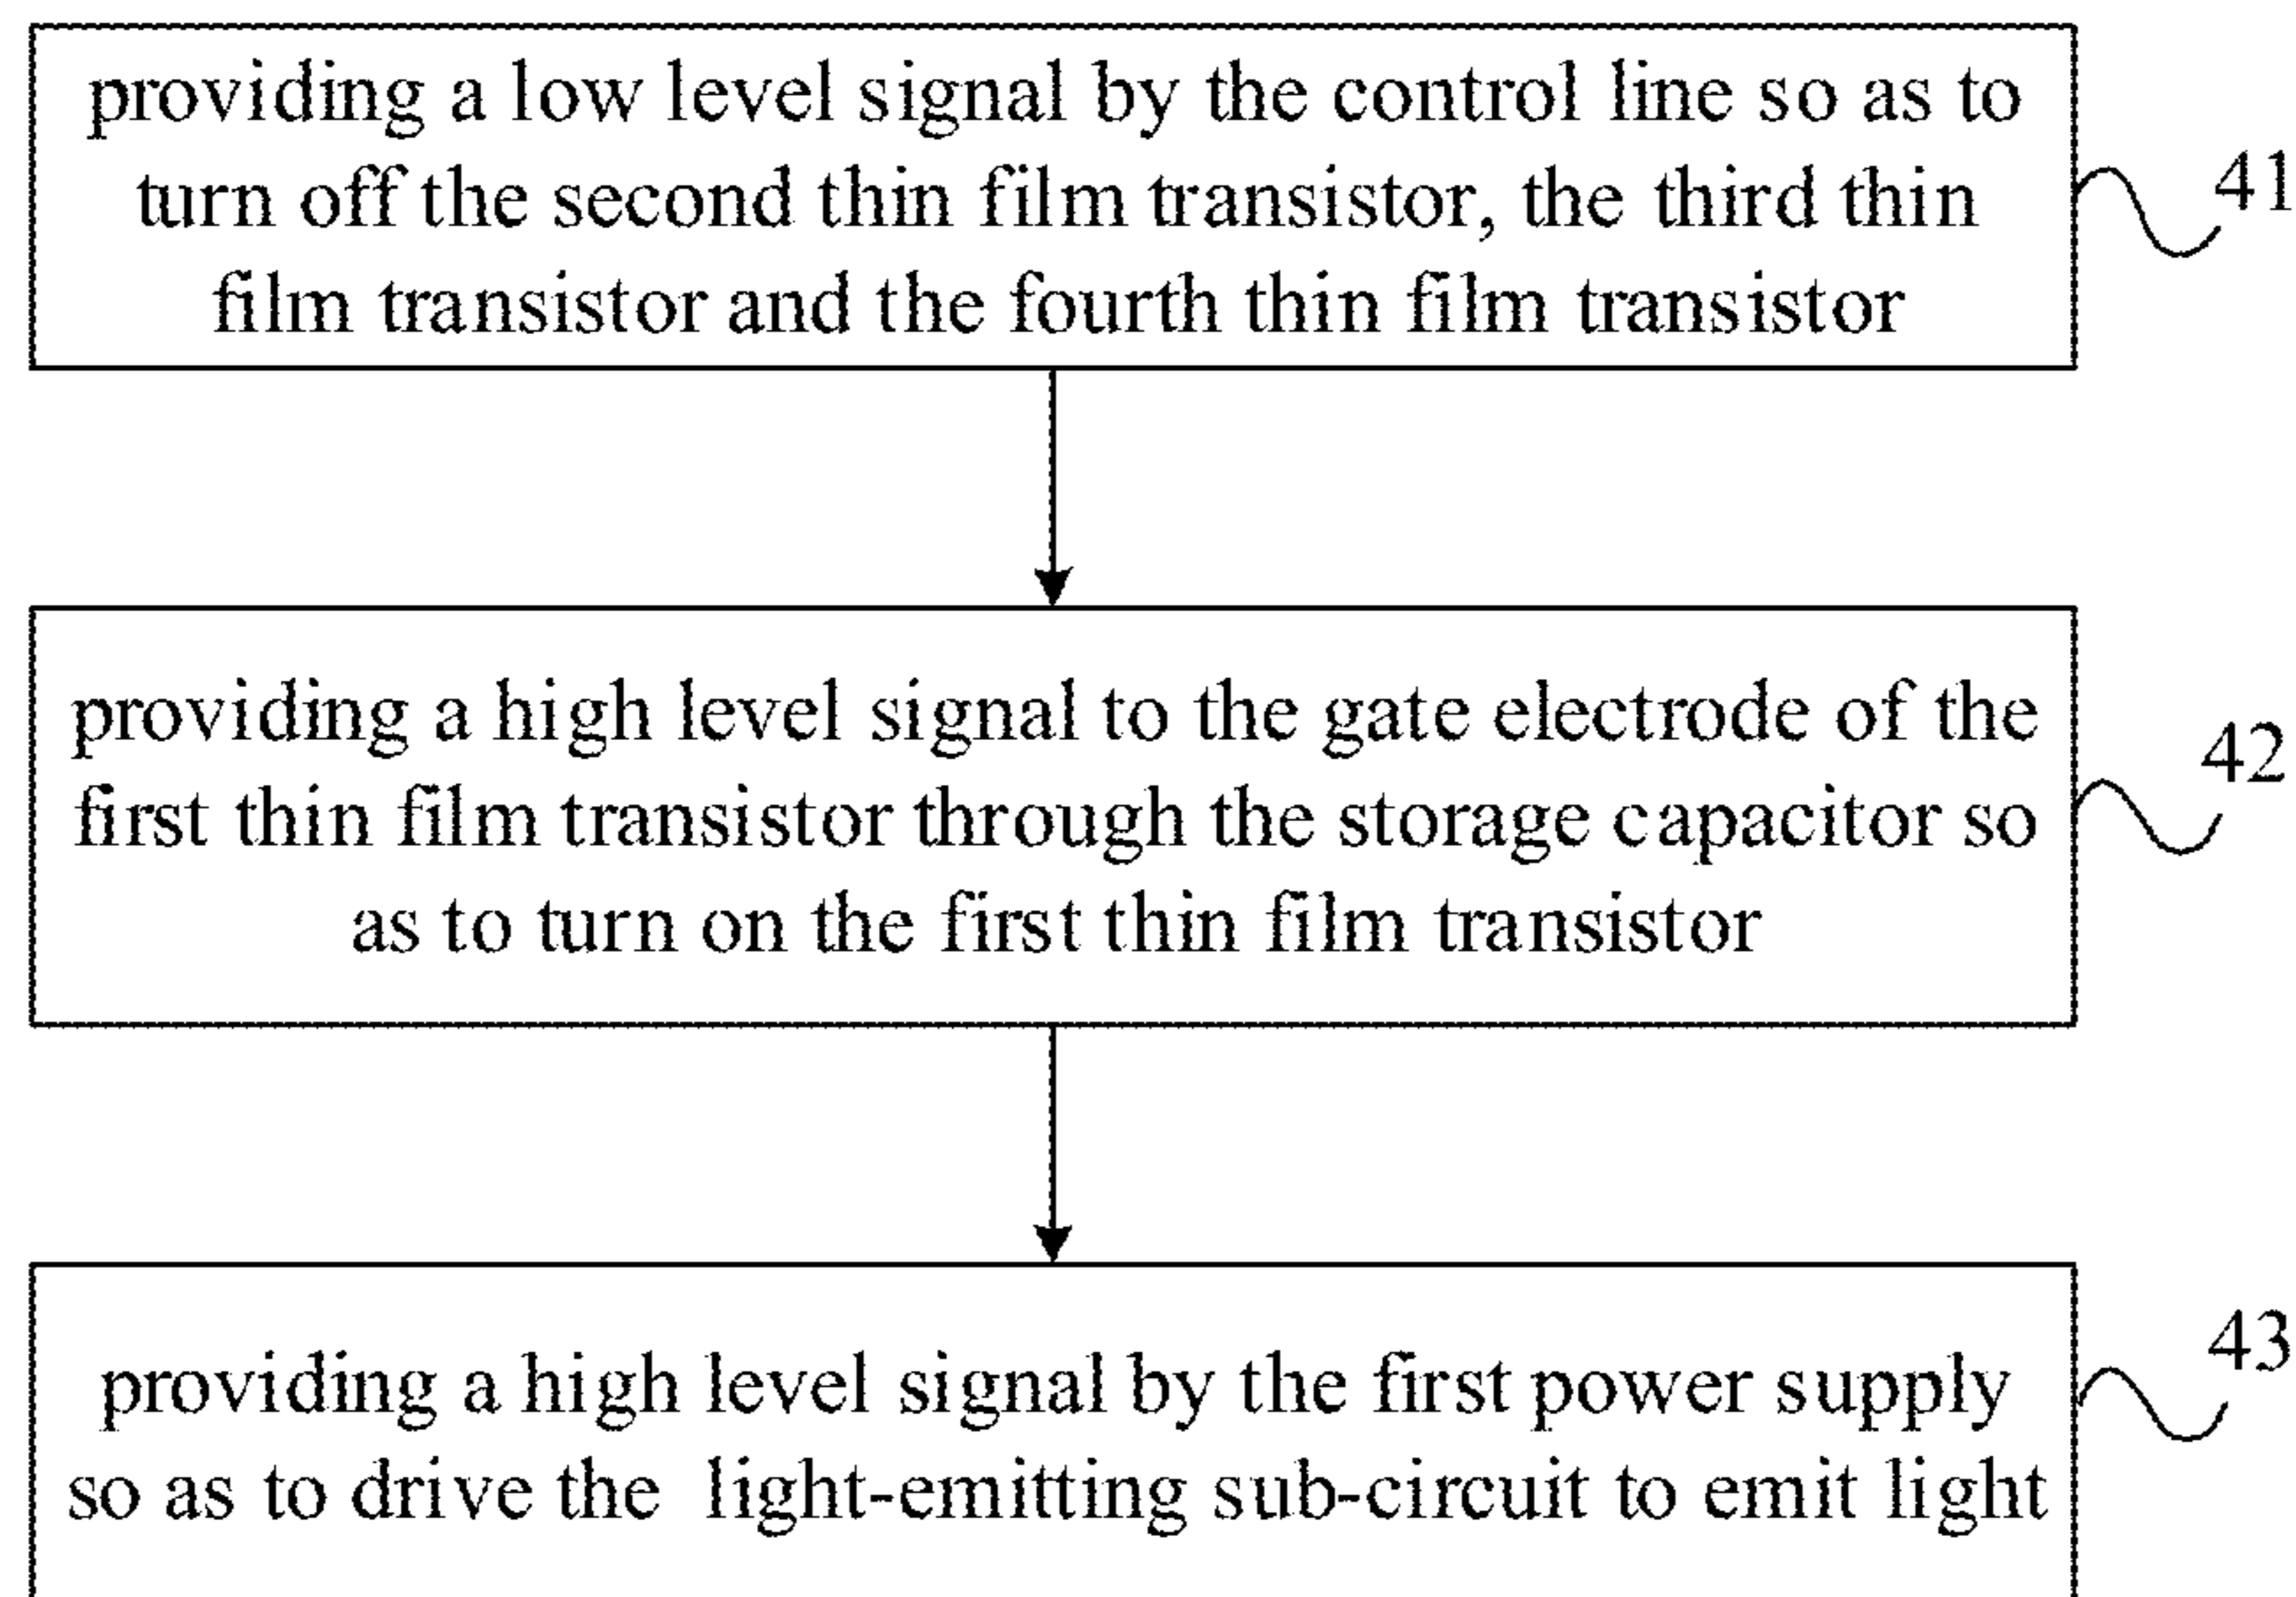 providing a low level signal by the control line so as to
turn off the second thin film transistor, the third thin
film transistor and the fourth thin film transistor
41
providing a high level signal to the gate electrode of the
first thin film transistor through the storage capacitor so
as to turn on the first thin film transistor
42
providing a high level signal by the first power supply
so as to drive the light-emitting sub-circuit to emit light
43